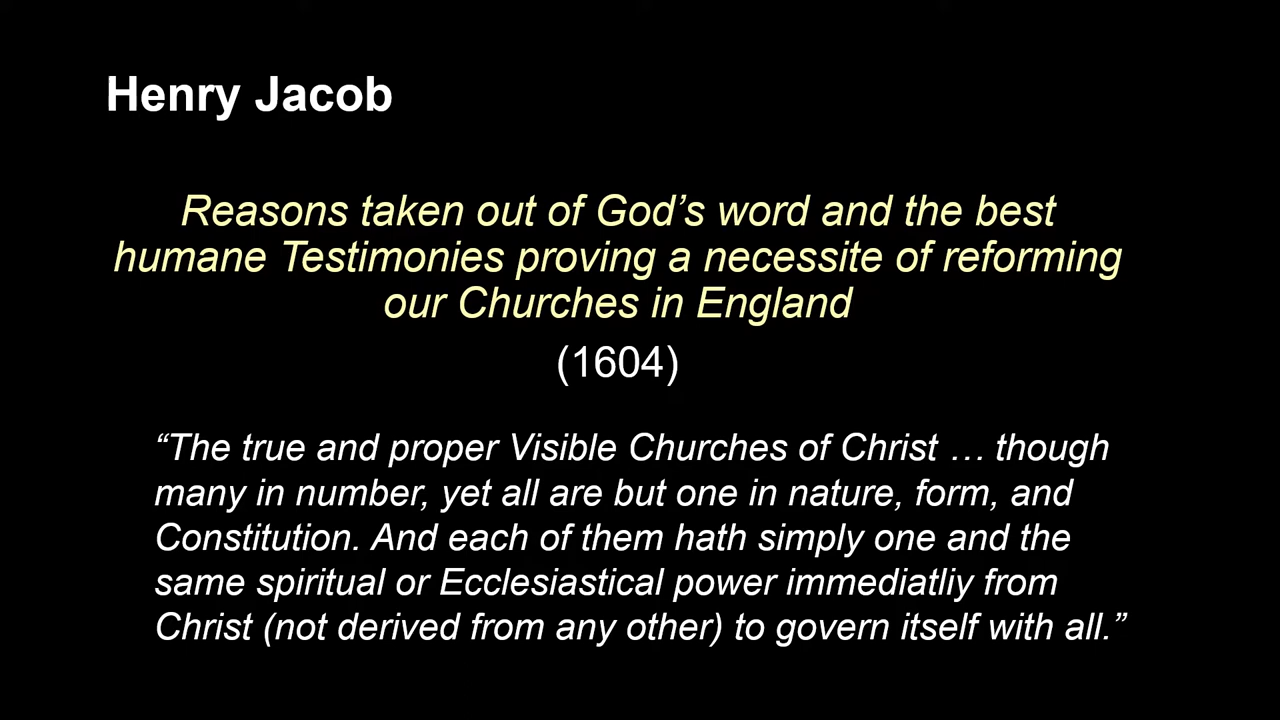 Henry Jacob
Reasons taken out of God’s word and the best
humane Testimonies proving a necessite of reforming
our Churches in England
(1604)
“The true and proper Visible Churches of Christ … though
many in number, yet all are but one in nature, form, and
Constitution. And each of them hath simply one and the
same spiritual or Ecclesiastical power immediatliy from
Christ (not derived from any other) to govern itself with all.”